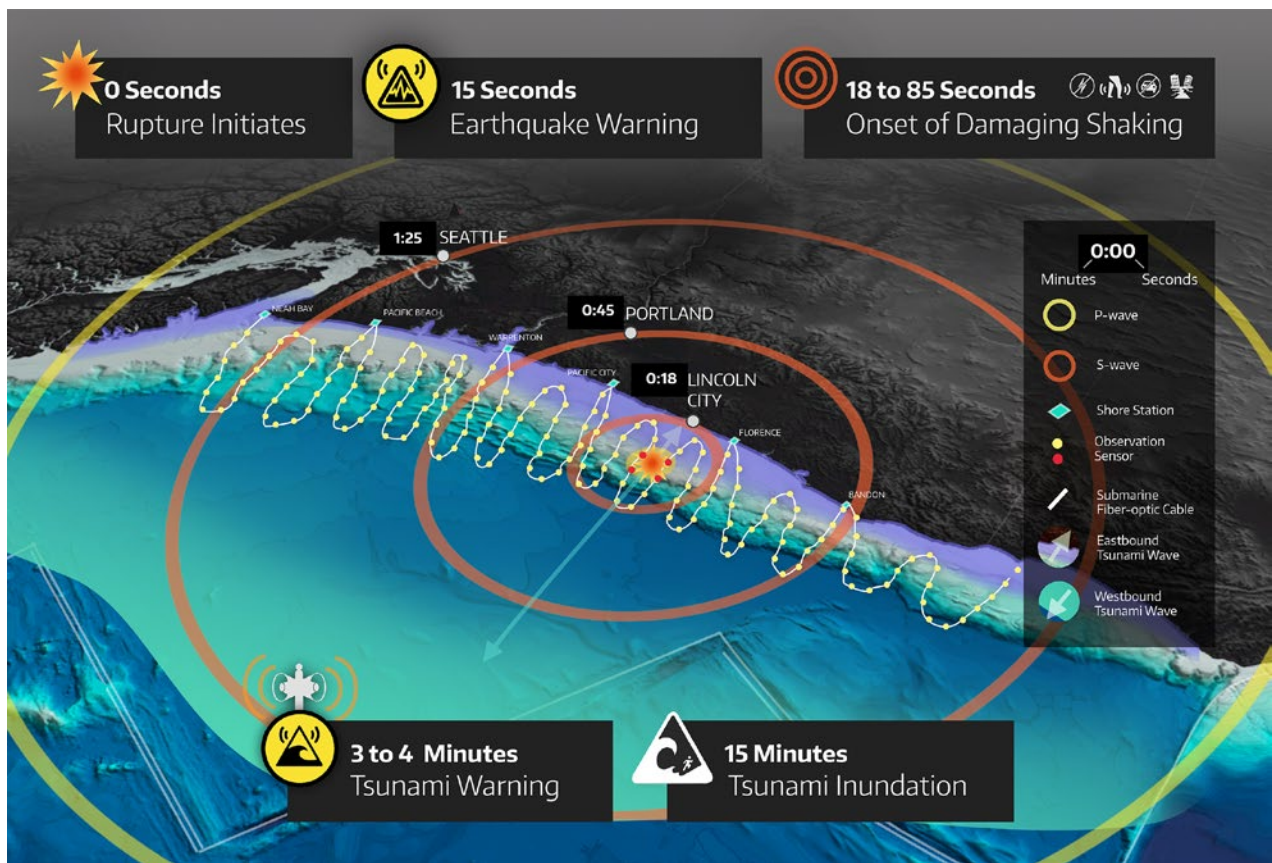 0 Seconds
Rupture Initiates
15 Seconds
Earthquake Warning
18 to 85 Seconds
Onset of Damaging Shaking
1:25 SEATTLE
0:45 PORTLAND
0:18 LINCOLN
CITY
NEAH BAY
PACIFIC BEACH
WARRENTON
PACIFIC CITY
FLORENCE
BANDON
0:00
Minutes Seconds
P-wave
S-wave
Shore Station
Observation
Sensor
Submarine
Fiber-optic Cable
Eastbound
Tsunami Wave
Westbound
Tsunami Wave
3 to 4 Minutes
Tsunami Warning
15 Minutes
Tsunami Inundation